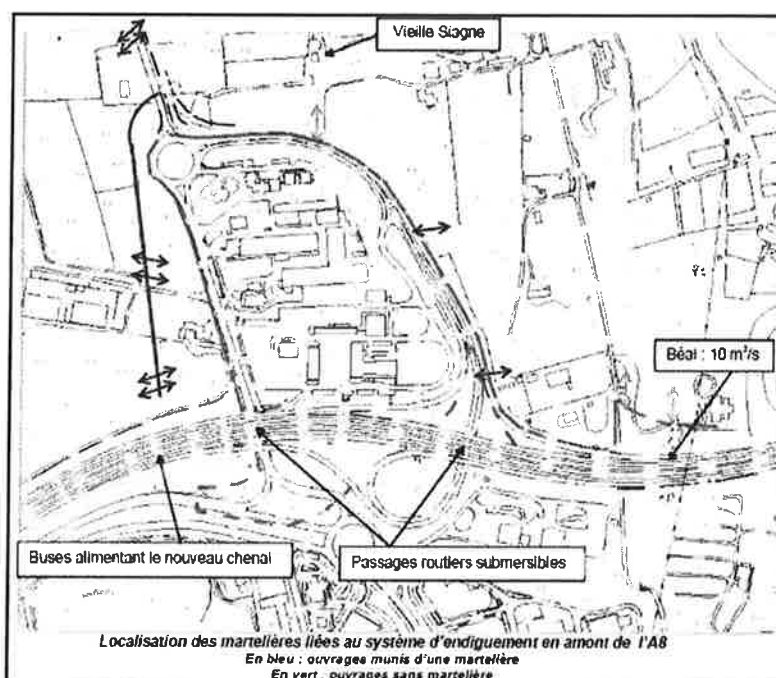 Vieille Siagne
Béal : 10 m³/s
Buses alimentant le nouveau chenal
Passages routiers submersibles
Localisation des martelières liées au système d'endiguement en amont de l'A8
En bleu : ouvrages munis d'une martelière
En vert : ouvrages sans martelière